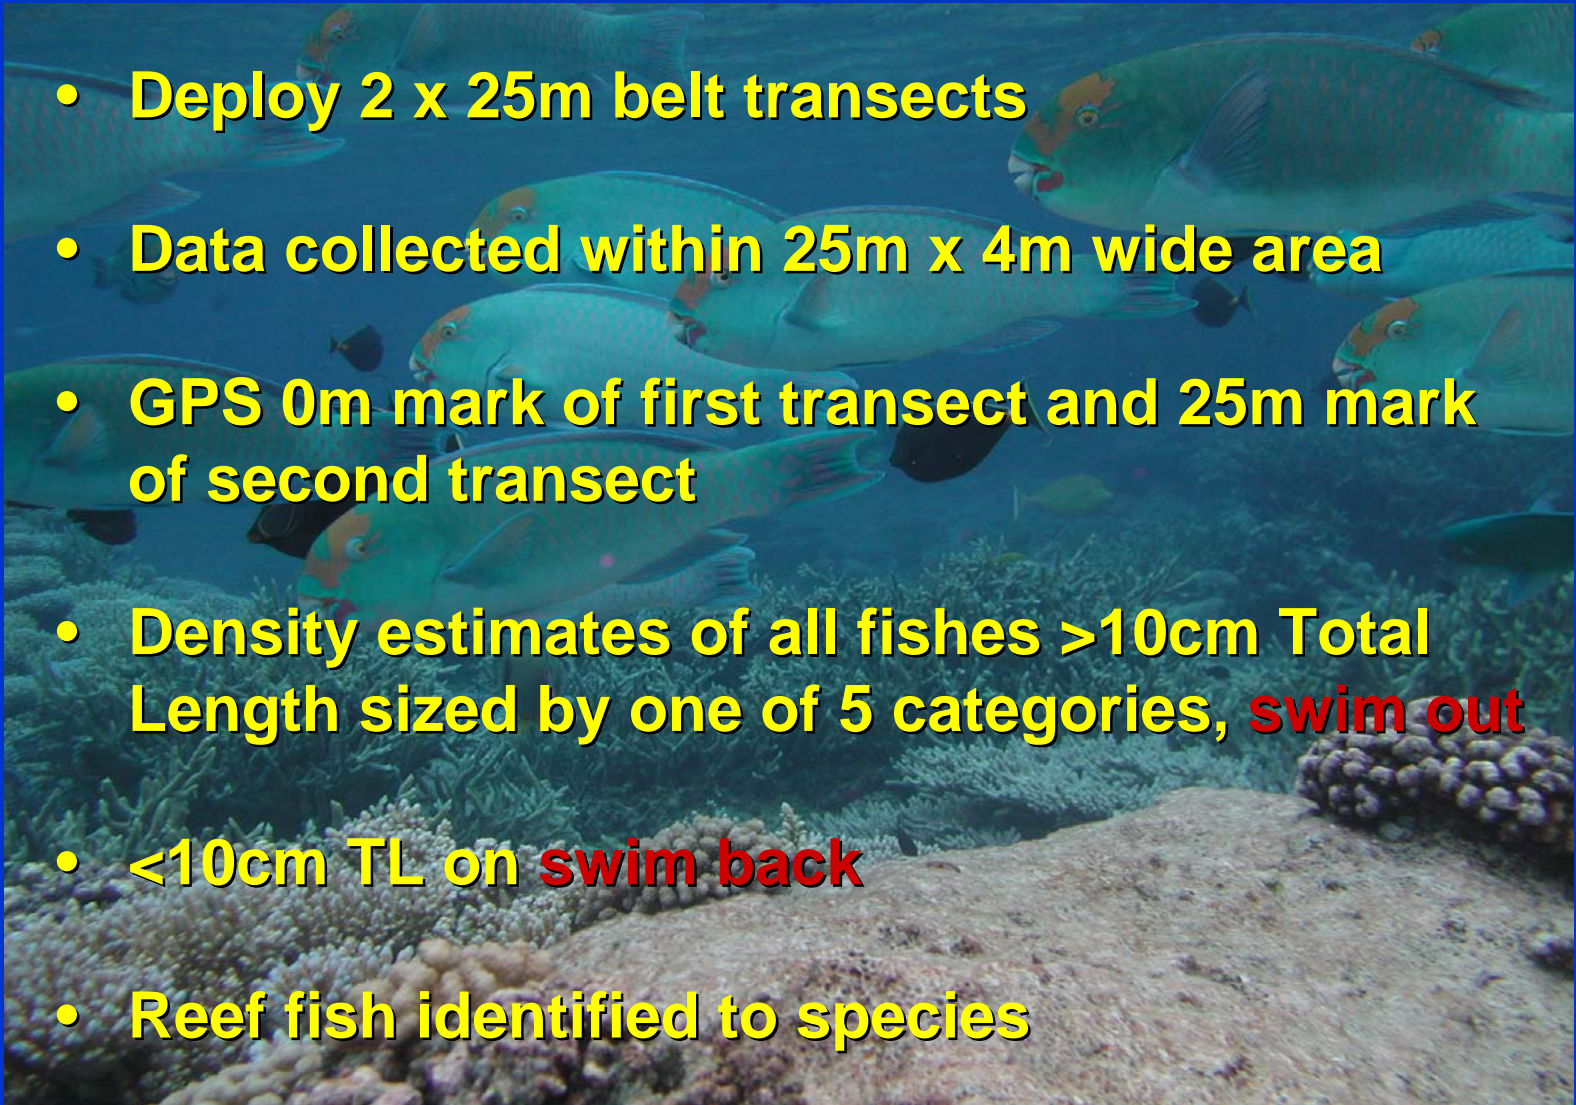 • Deploy 2 x 25m belt transects
• Data collected within 25m x 4m wide area
• GPS 0m mark of first transect and 25m mark
of second transect
• Density estimates of all fishes >10cm Total
Length sized by one of 5 categories, swim out
• <10cm TL on swim back
• Reef fish identified to species